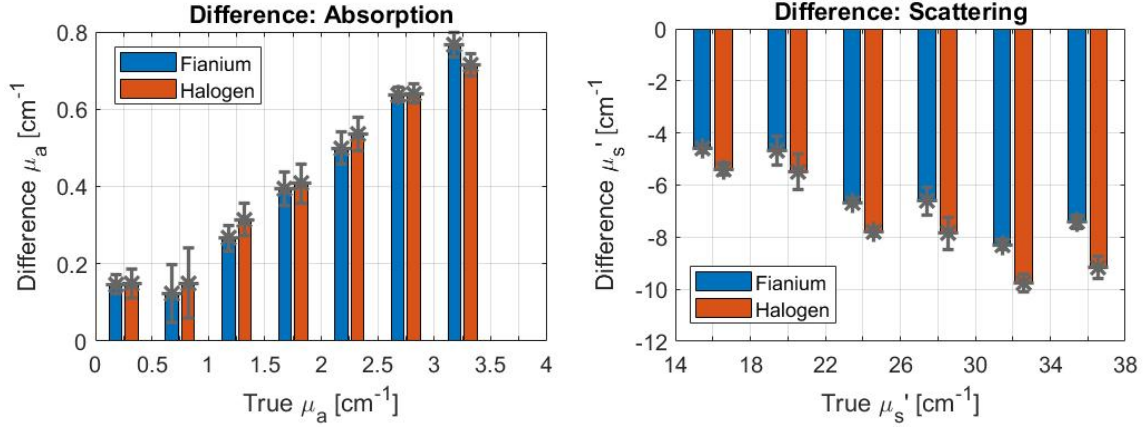 Difference: Absorption
Difference μa [cm-1]
0.8
0.6
0.4
0.2
0
Fianium
Halogen
0 0.5 1 1.5 2 2.5 3 3.5 4
True μa [cm-1]
Difference: Scattering
Difference μs' [cm-1]
0
-2
-4
-6
-8
-10
-12
Fianium
Halogen
14 18 22 26 30 34 38
True μs' [cm-1]